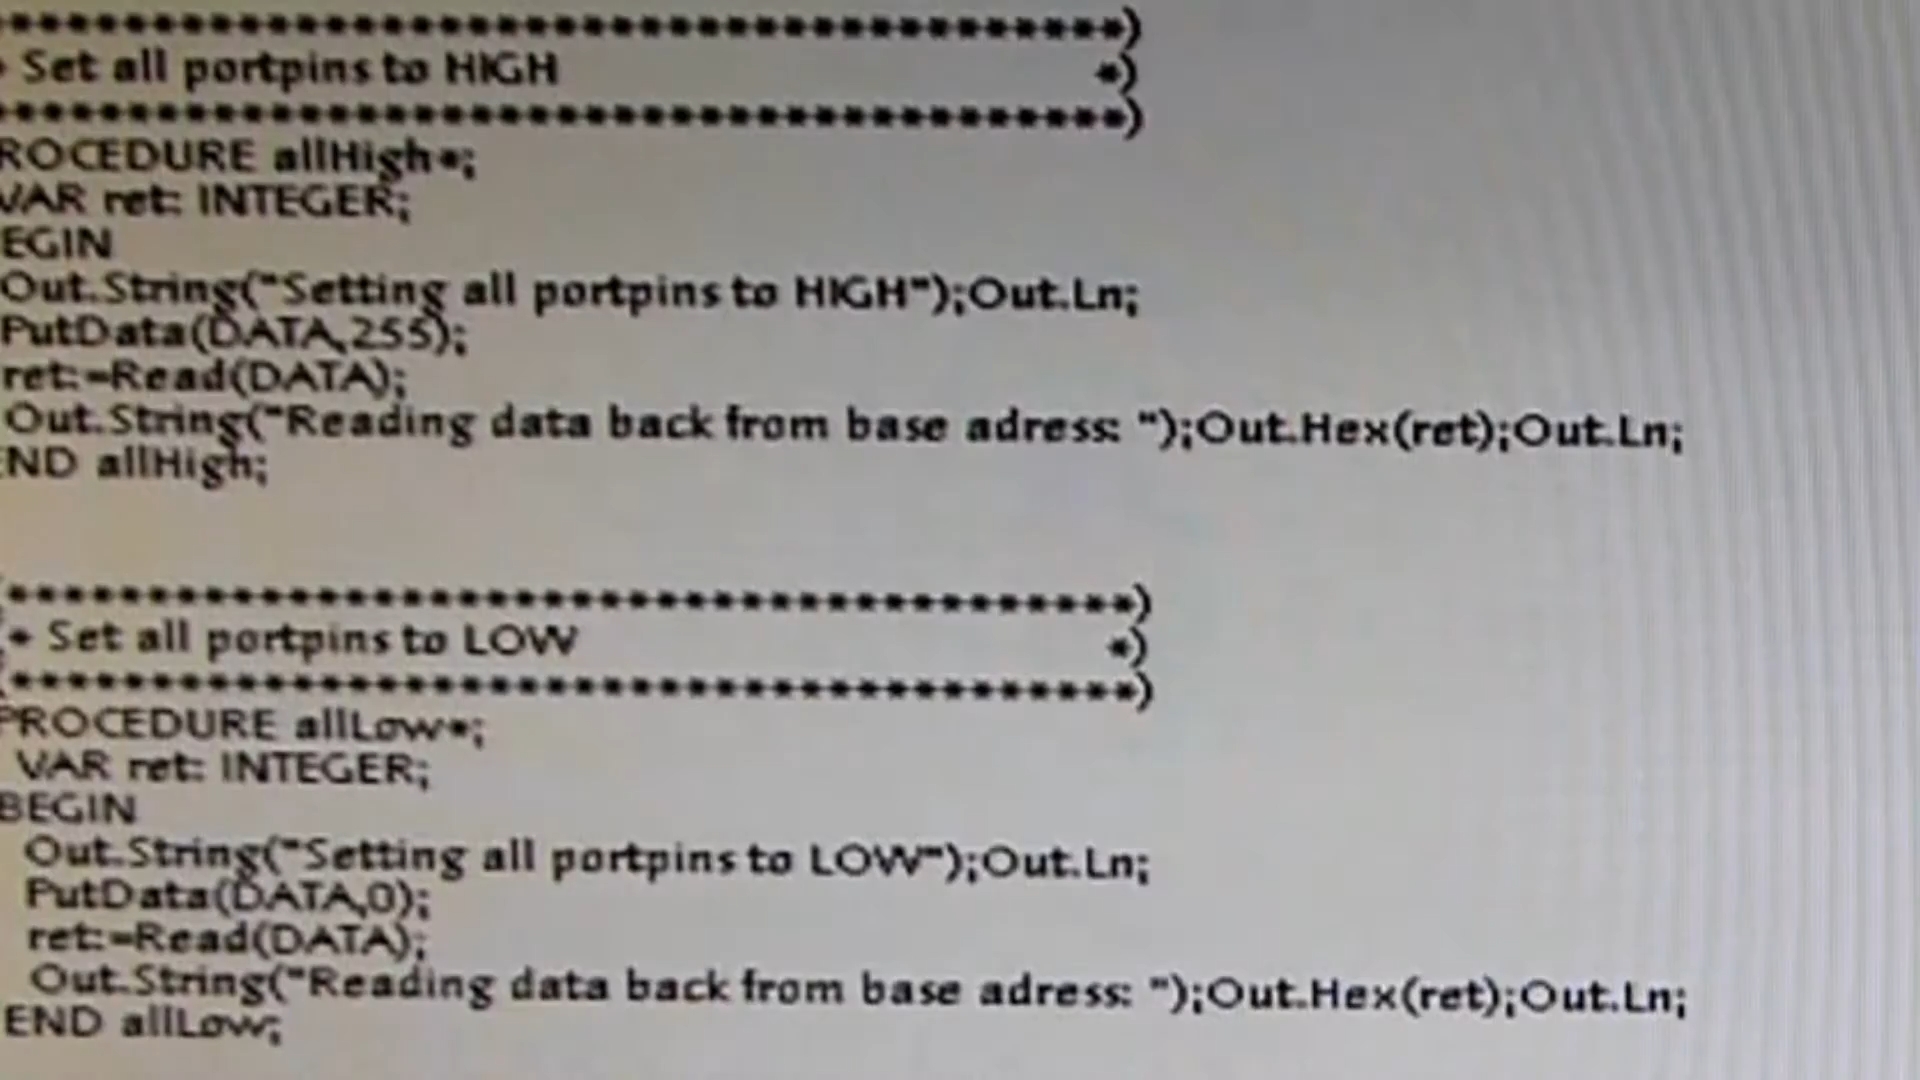 ****************************************)
* Set all portpins to HIGH *)
****************************************)
ROCEDURE allHigh*;
VAR ret: INTEGER;
EGIN
Out.String("Setting all portpins to HIGH");Out.Ln;
PutData(DATA,255);
ret:=Read(DATA);
Out.String("Reading data back from base adress: ");Out.Hex(ret);Out.Ln;
ND allHigh;
(****************************************)
(* Set all portpins to LOW *)
(****************************************)
PROCEDURE allLow*;
VAR ret: INTEGER;
BEGIN
Out.String("Setting all portpins to LOW");Out.Ln;
PutData(DATA,0);
ret:=Read(DATA);
Out.String("Reading data back from base adress: ");Out.Hex(ret);Out.Ln;
END allLow;